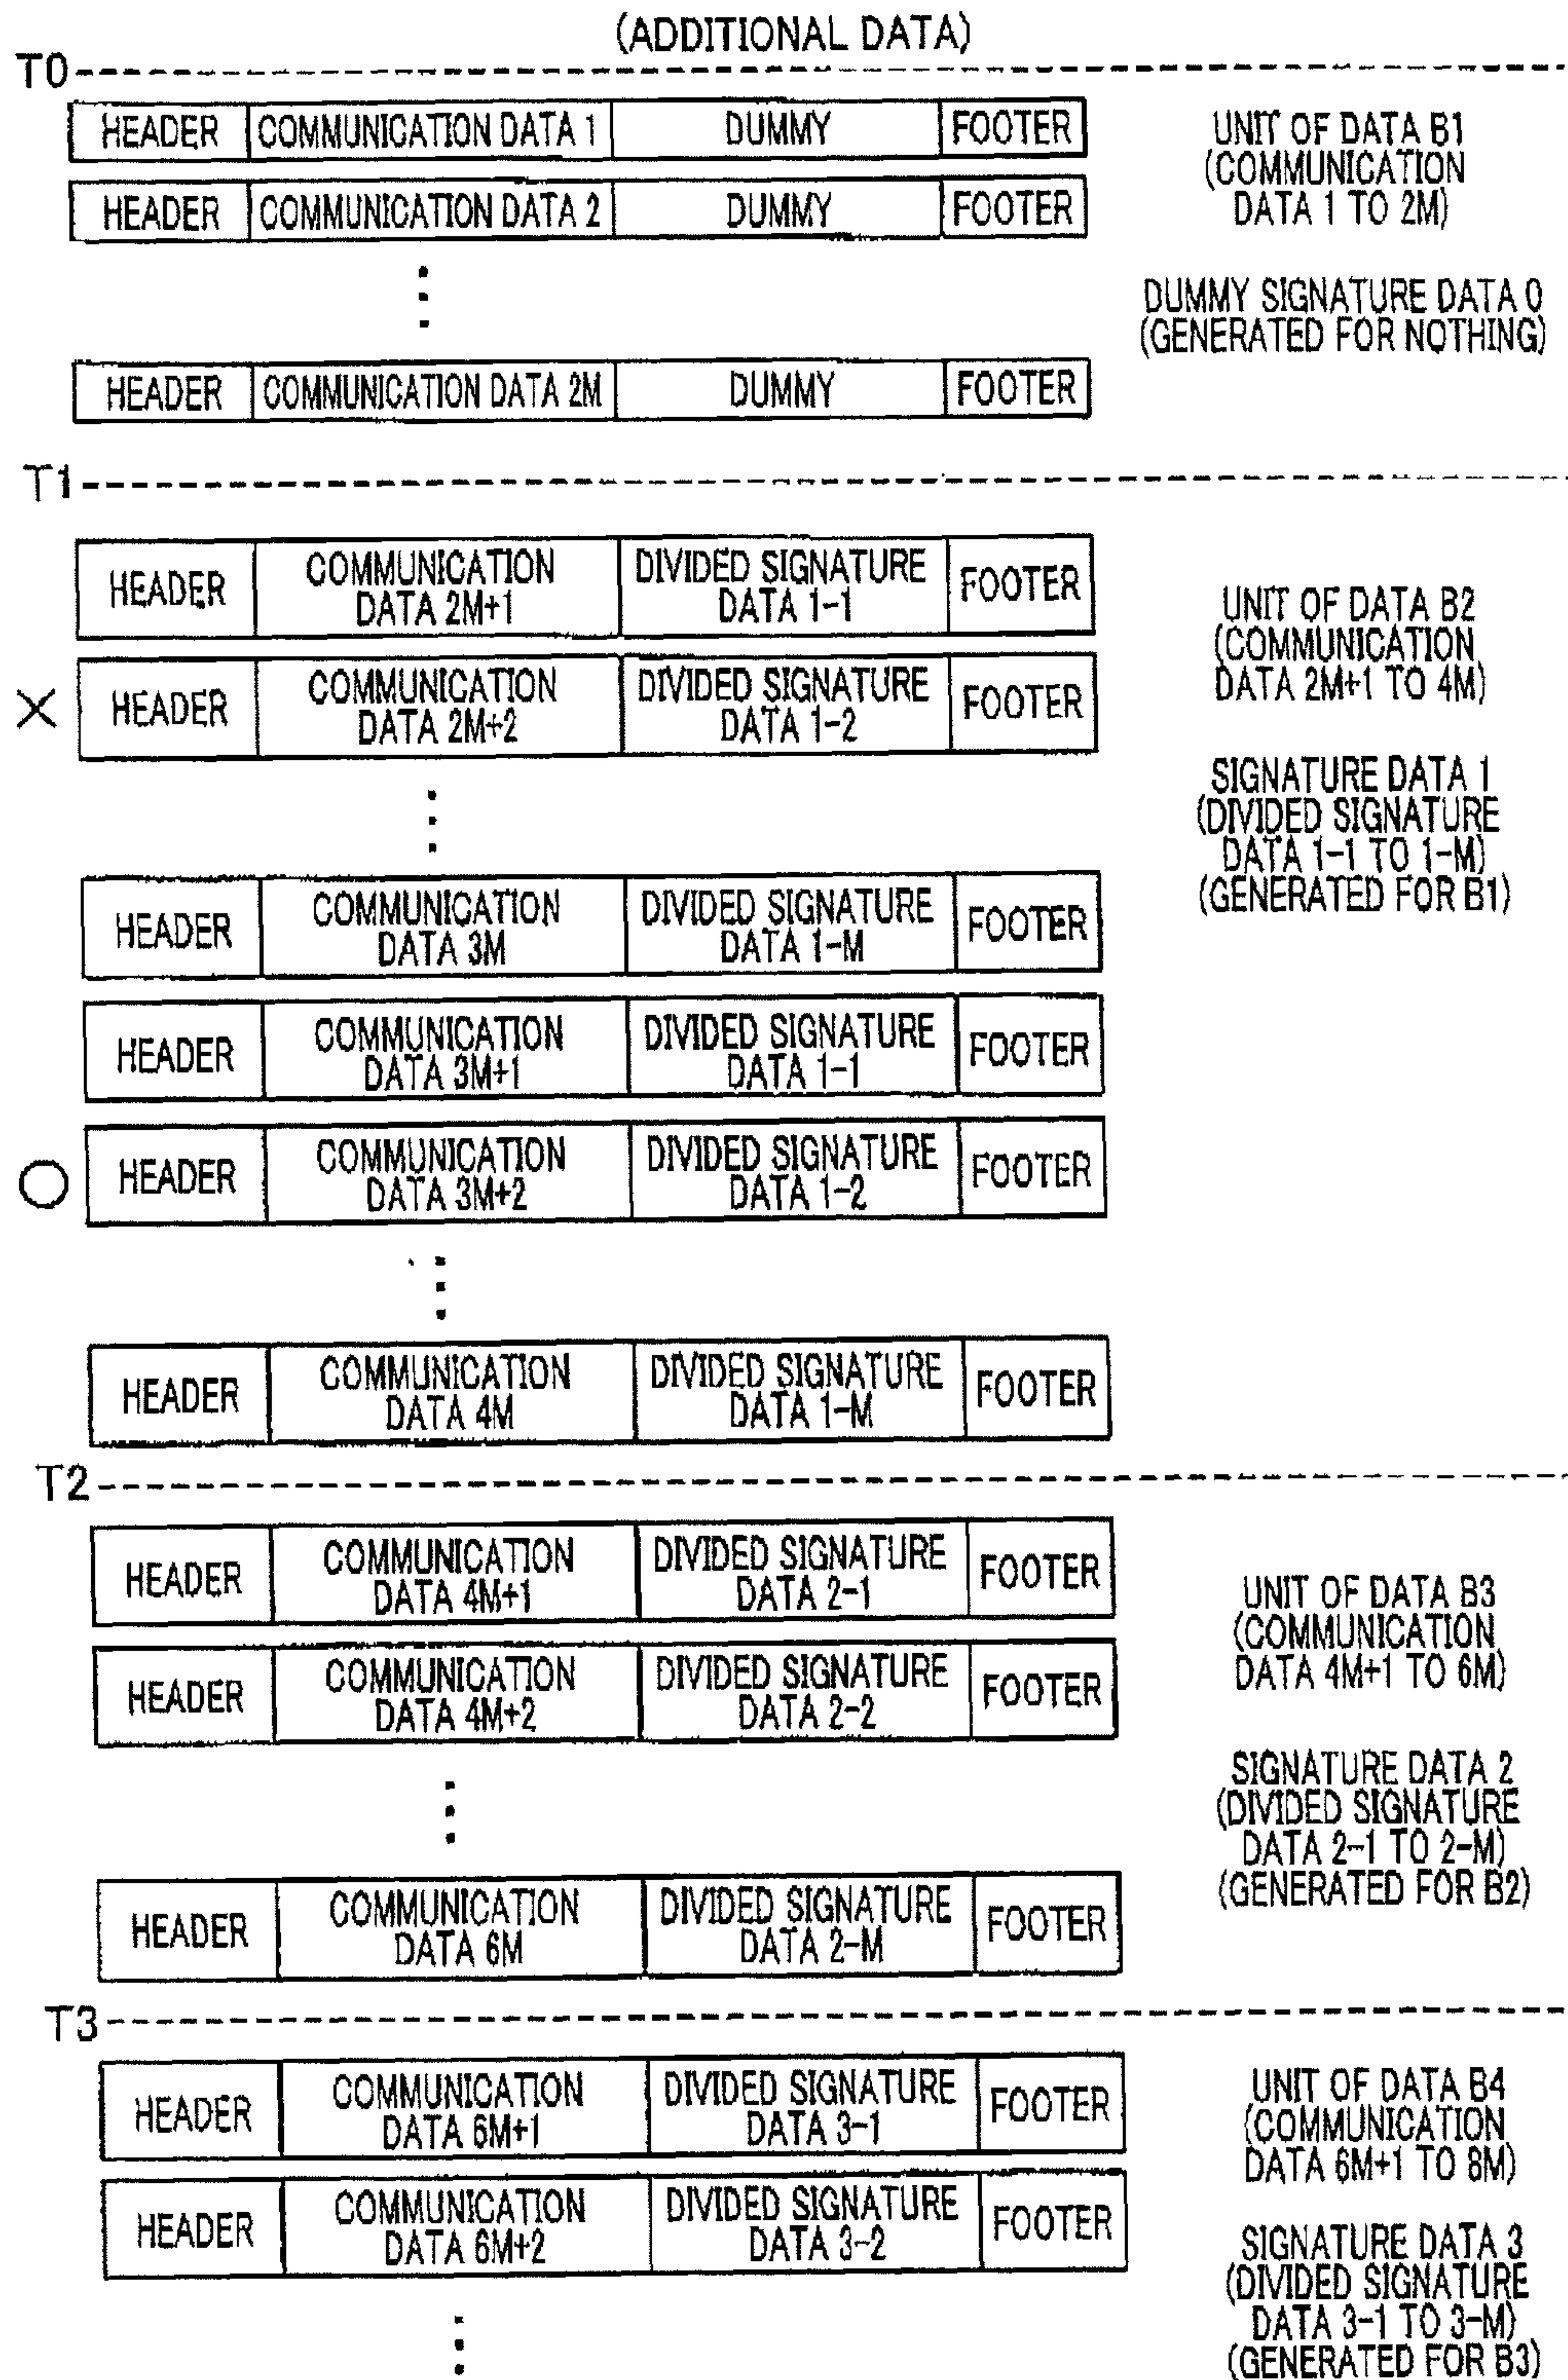 (ADDITIONAL DATA)
T0
HEADER COMMUNICATION DATA 1 DUMMY FOOTER
HEADER COMMUNICATION DATA 2 DUMMY FOOTER
HEADER COMMUNICATION DATA 2M DUMMY FOOTER
UNIT OF DATA B1
(COMMUNICATION
DATA 1 TO 2M)
DUMMY SIGNATURE DATA 0
(GENERATED FOR NOTHING)
T1
HEADER
COMMUNICATION
DATA 2M+1
DIVIDED SIGNATURE
DATA 1-1
FOOTER
×
HEADER
COMMUNICATION
DATA 2M+2
DIVIDED SIGNATURE
DATA 1-2
FOOTER
HEADER
COMMUNICATION
DATA 3M
DIVIDED SIGNATURE
DATA 1-M
FOOTER
HEADER
COMMUNICATION
DATA 3M+1
DIVIDED SIGNATURE
DATA 1-1
FOOTER
○
HEADER
COMMUNICATION
DATA 3M+2
DIVIDED SIGNATURE
DATA 1-2
FOOTER
HEADER
COMMUNICATION
DATA 4M
DIVIDED SIGNATURE
DATA 1-M
FOOTER
UNIT OF DATA B2
(COMMUNICATION
DATA 2M+1 TO 4M)
SIGNATURE DATA 1
(DIVIDED SIGNATURE
DATA 1-1 TO 1-M)
(GENERATED FOR B1)
T2
HEADER
COMMUNICATION
DATA 4M+1
DIVIDED SIGNATURE
DATA 2-1
FOOTER
HEADER
COMMUNICATION
DATA 4M+2
DIVIDED SIGNATURE
DATA 2-2
FOOTER
HEADER
COMMUNICATION
DATA 6M
DIVIDED SIGNATURE
DATA 2-M
FOOTER
UNIT OF DATA B3
(COMMUNICATION
DATA 4M+1 TO 6M)
SIGNATURE DATA 2
(DIVIDED SIGNATURE
DATA 2-1 TO 2-M)
(GENERATED FOR B2)
T3
HEADER
COMMUNICATION
DATA 6M+1
DIVIDED SIGNATURE
DATA 3-1
FOOTER
HEADER
COMMUNICATION
DATA 6M+2
DIVIDED SIGNATURE
DATA 3-2
FOOTER
UNIT OF DATA B4
(COMMUNICATION
DATA 6M+1 TO 8M)
SIGNATURE DATA 3
(DIVIDED SIGNATURE
DATA 3-1 TO 3-M)
(GENERATED FOR B3)